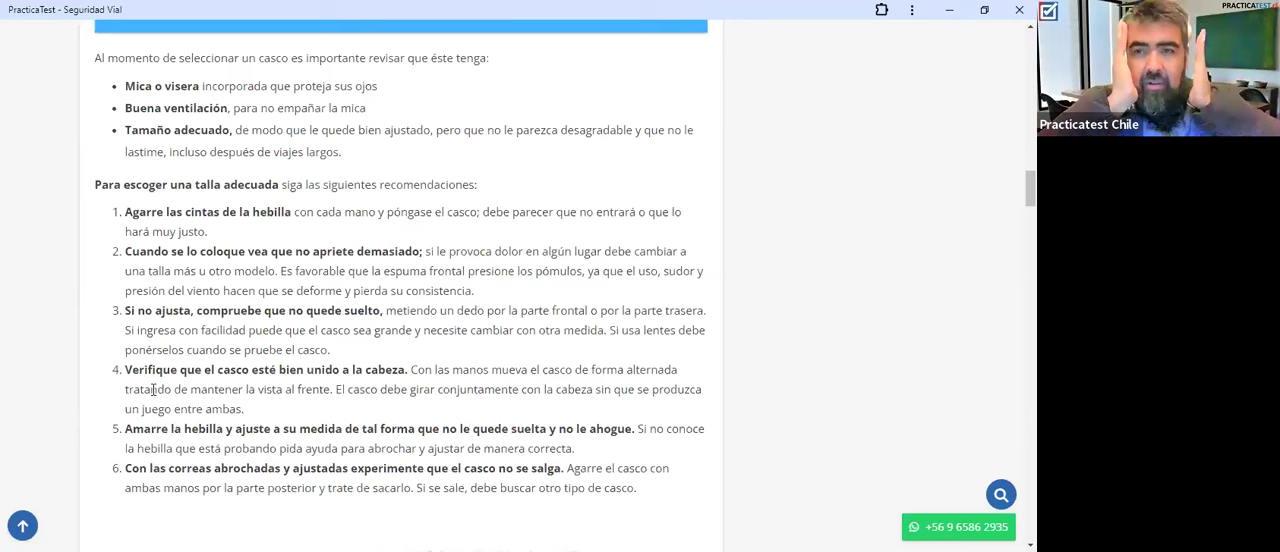 PracticaTest - Seguridad Vial
PRACTICATEST
Al momento de seleccionar un casco es importante revisar que éste tenga:
• Mica o visera incorporada que proteja sus ojos
• Buena ventilación, para no empañar la mica
• Tamaño adecuado, de modo que le quede bien ajustado, pero que no le parezca desagradable y que no le
lastime, incluso después de viajes largos.
Practicatest Chile
Para escoger una talla adecuada siga las siguientes recomendaciones:
1. Agarre las cintas de la hebilla con cada mano y póngase el casco; debe parecer que no entrará o que lo
hará muy justo.
2. Cuando se lo coloque vea que no apriete demasiado; si le provoca dolor en algún lugar debe cambiar a
una talla más u otro modelo. Es favorable que la espuma frontal presione los pómulos, ya que el uso, sudor y
presión del viento hacen que se deforme y pierda su consistencia.
3. Si no ajusta, compruebe que no quede suelto, metiendo un dedo por la parte frontal o por la parte trasera.
Si ingresa con facilidad puede que el casco sea grande y necesite cambiar con otra medida. Si usa lentes debe
ponérselos cuando se pruebe el casco.
4. Verifique que el casco esté bien unido a la cabeza. Con las manos mueva el casco de forma alternada
tratando de mantener la vista al frente. El casco debe girar conjuntamente con la cabeza sin que se produzca
un juego entre ambas.
5. Amarre la hebilla y ajuste a su medida de tal forma que no le quede suelta y no le ahogue. Si no conoce
la hebilla que está probando pida ayuda para abrochar y ajustar de manera correcta.
6. Con las correas abrochadas y ajustadas experimente que el casco no se salga. Agarre el casco con
ambas manos por la parte posterior y trate de sacarlo. Si se sale, debe buscar otro tipo de casco.
+56 9 6586 2935